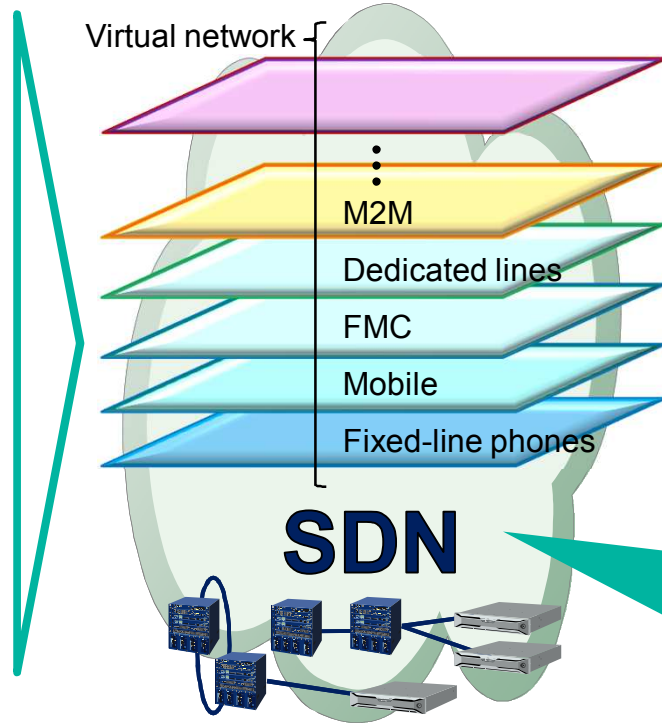 Virtual network
M2M
Dedicated lines
FMC
Mobile
Fixed-line phones
SDN